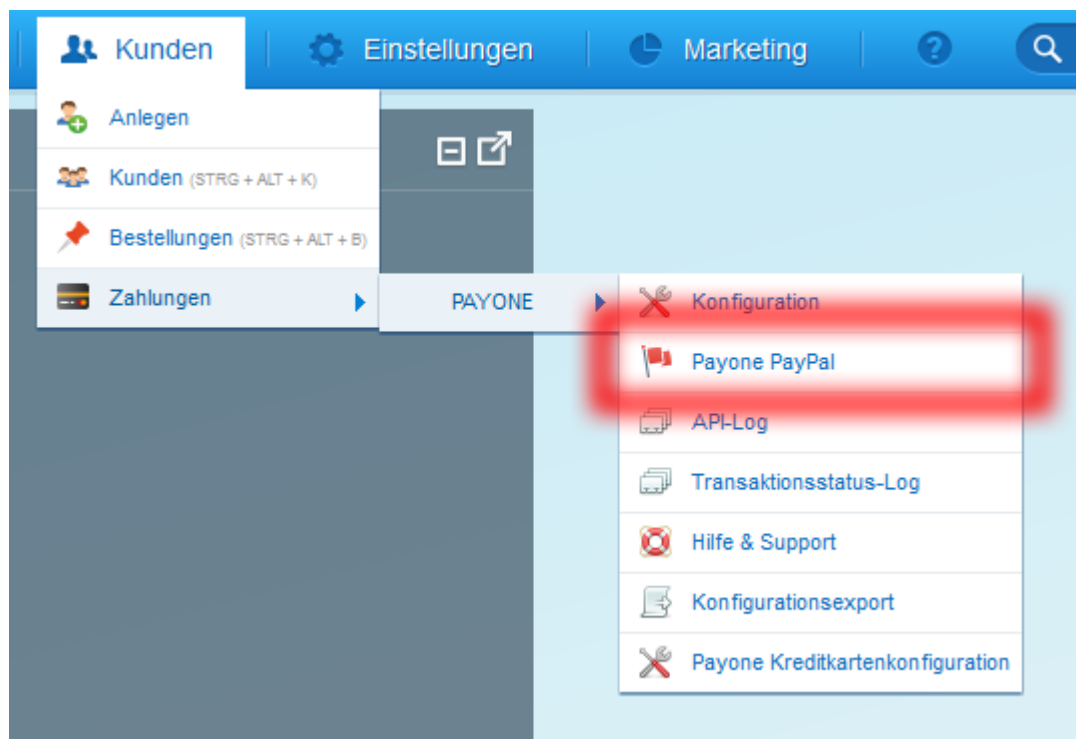 Kunden
Einstellungen
Marketing
?
Anlegen
Kunden (STRG + ALT + K)
Bestellungen (STRG + ALT + B)
Zahlungen
PAYONE
Konfiguration
Payone PayPal
API-Log
Transaktionsstatus-Log
Hilfe & Support
Konfigurationsexport
Payone Kreditkartenkonfiguration